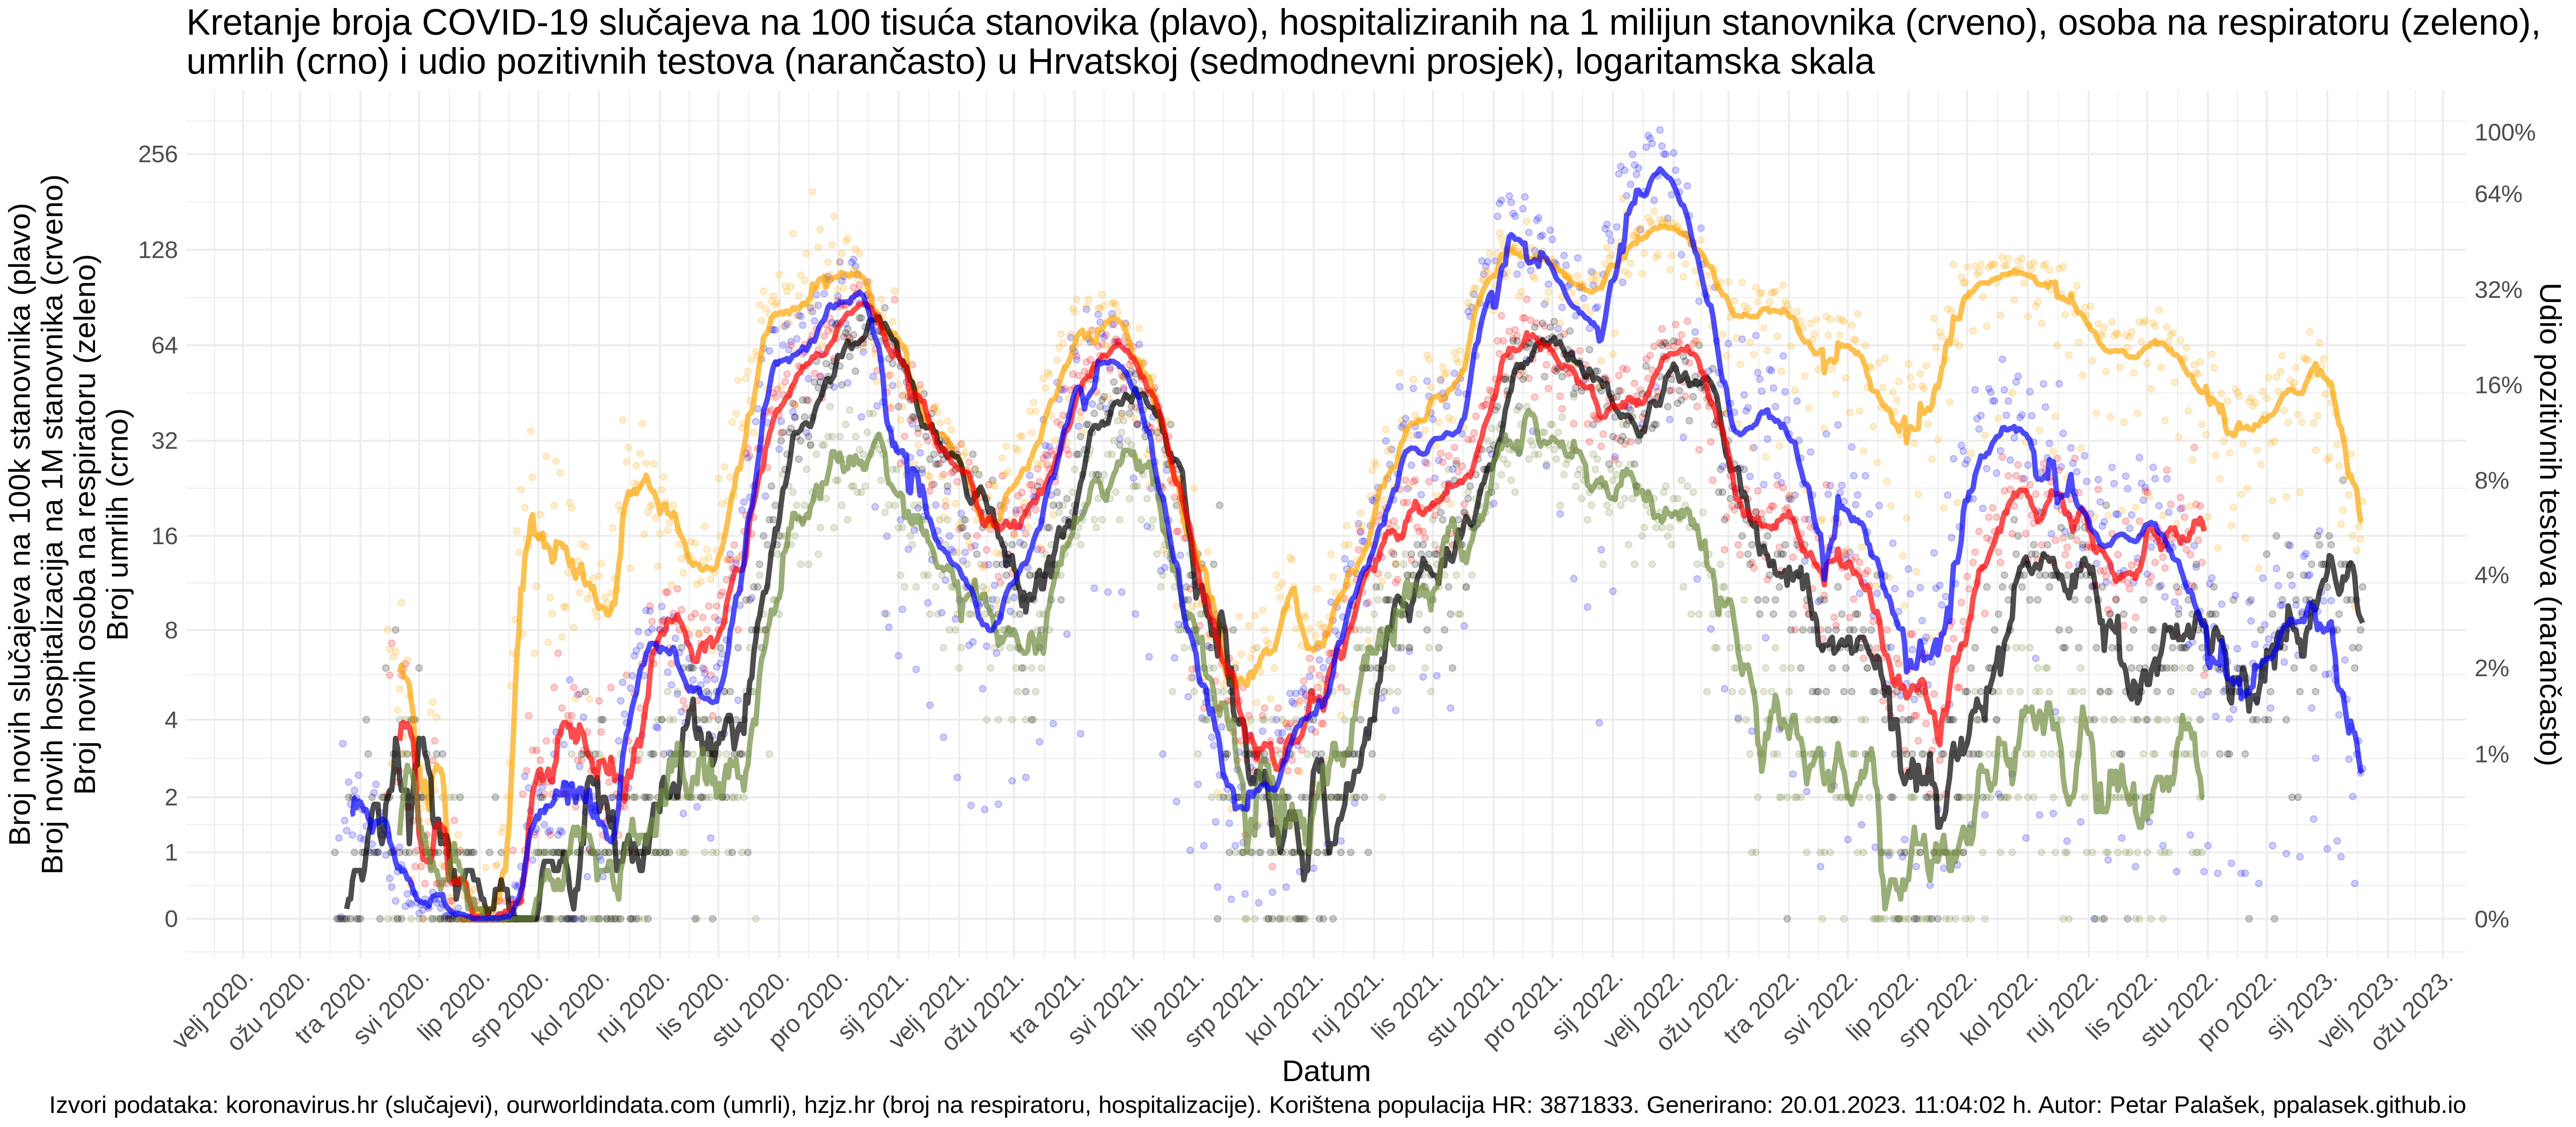 Kretanje broja COVID-19 slučajeva na 100 tisuća stanovika (plavo), hospitaliziranih na 1 milijun stanovnika (crveno), osoba na respiratoru (zeleno),
umrlih (crno) i udio pozitivnih testova (narančasto) u Hrvatskoj (sedmodnevni prosjek), logaritamska skala
Broj novih slučajeva na 100k stanovnika (plavo)
Broj novih hospitalizacija na 1M stanovnika (crveno)
Broj novih osoba na respiratoru (zeleno)
Broj umrlih (crno)
256
128
64
32
16
8
4
2
1
0
100%
64%
32%
16%
8%
4%
2%
1%
0%
Udio pozitivnih testova (narančasto)
velj 2020.
ožu 2020.
tra 2020.
svi 2020.
lip 2020.
srp 2020.
kol 2020.
ruj 2020.
lis 2020.
stu 2020.
pro 2020.
sij 2021.
velj 2021.
ožu 2021.
tra 2021.
svi 2021.
lip 2021.
srp 2021.
kol 2021.
ruj 2021.
lis 2021.
stu 2021.
pro 2021.
sij 2022.
velj 2022.
ožu 2022.
tra 2022.
svi 2022.
lip 2022.
srp 2022.
kol 2022.
ruj 2022.
lis 2022.
stu 2022.
pro 2022.
sij 2023.
velj 2023.
ožu 2023.
Datum
Izvori podataka: koronavirus.hr (slučajevi), ourworldindata.com (umrli), hzjz.hr (broj na respiratoru, hospitalizacije). Korištena populacija HR: 3871833. Generirano: 20.01.2023. 11:04:02 h. Autor: Petar Palašek, ppalasek.github.io